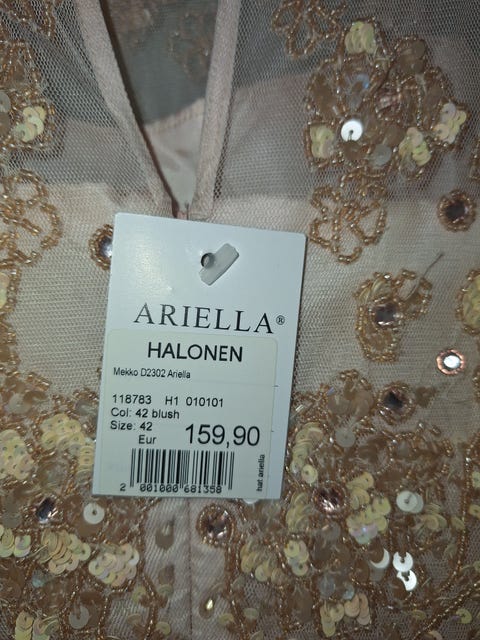 ARIELLA®
HALONEN
Mekko D2302 Ariella
118783 H1 010101
Col: 42 blush
Size: 42
Eur 159,90
2 001000 681358
hat ariella